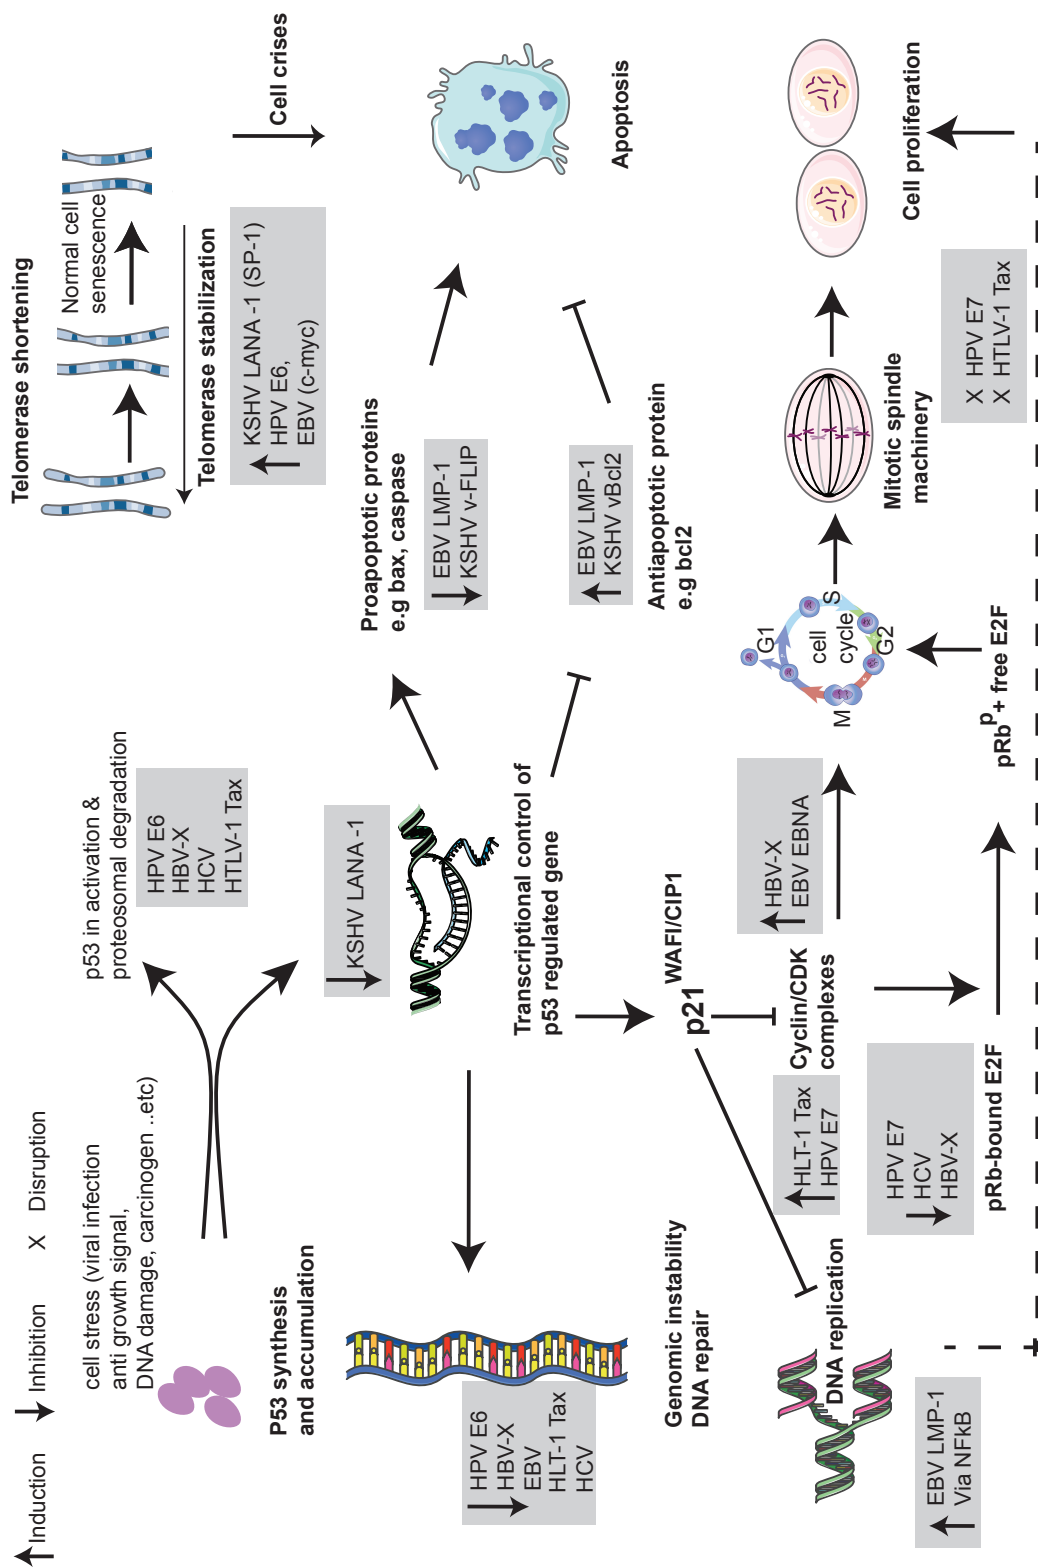 Induction
Inhibition
X Disruption
cell stress (viral infection
anti growth signal,
DNA damage, carcinogen ..etc)
P53 synthesis
and accumulation
p53 in activation &
proteosomal degradation
HPV E6
HBV-X
HCV
HTLV-1 Tax
Telomerase shortening
Normal cell
senescence
Telomerase stabilization
KSHV LANA -1 (SP-1)
HPV E6,
EBV (c-myc)
Cell crises
KSHV LANA -1
Transcriptional control of
p53 regulated gene
Proapoptotic proteins
e.g bax, caspase
EBV LMP-1
KSHV v-FLIP
EBV LMP-1
KSHV vBcl2
Antiapoptotic protein
e.g bcl2
Apoptosis
HPV E6
HBV-X
EBV
HLT-1 Tax
HCV
Genomic instability
DNA repair
p21 WAFI/CIP1
HLT-1 Tax
HPV E7
Cyclin/CDK
complexes
HBV-X
EBV EBNA
G1
S
G2
M
cell
cycle
Mitotic spindle
machinery
Cell proliferation
DNA replication
EBV LMP-1
Via NFkB
HPV E7
HCV
HBV-X
pRb-bound E2F
pRbp + free E2F
X HPV E7
X HTLV-1 Tax